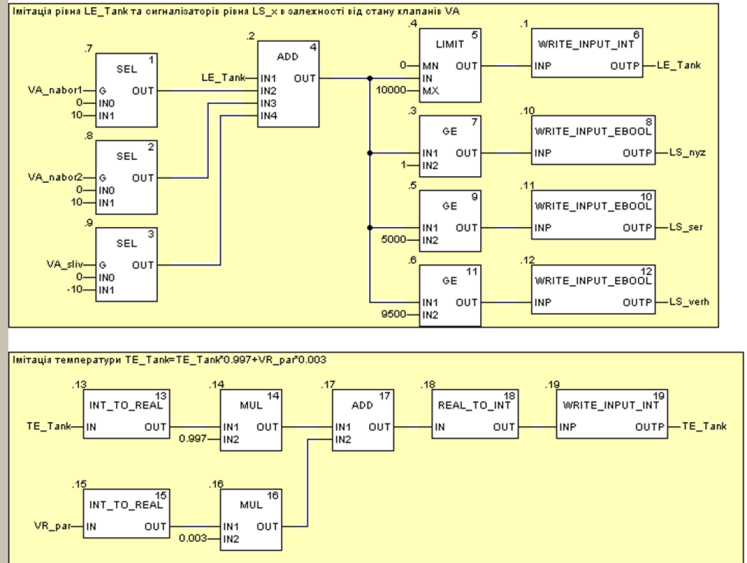 Імітація рівня LE_Tank та сигналізаторів рівня LS_x в залежності від стану клапанів VA
.7
SEL 1
VA_nabor1 G OUT
0 IN0
10 IN1
.8
SEL 2
VA_nabor2 G OUT
0 IN0
10 IN1
.9
SEL 3
VA_sliv G OUT
0 IN0
-10 IN1
.2
ADD 4
LE_Tank IN1 OUT
IN2
IN3
IN4
.4
LIMIT 5
0 MN OUT
IN
10000 MX
.1
WRITE_INPUT_INT 6
INP OUTP LE_Tank
.3
GE 7
IN1 OUT
1 IN2
.10
WRITE_INPUT_EBOOL 8
INP OUTP LS_nyz
.5
GE 9
IN1 OUT
5000 IN2
.11
WRITE_INPUT_EBOOL 10
INP OUTP LS_ser
.6
GE 11
IN1 OUT
9500 IN2
.12
WRITE_INPUT_EBOOL 12
INP OUTP LS_verh
Імітація температури TE_Tank=TE_Tank*0.997+VR_par*0.003
.13
INT_TO_REAL 13
TE_Tank IN OUT
.14
MUL 14
IN1 OUT
0.997 IN2
.17
ADD 17
IN1 OUT
IN2
.18
REAL_TO_INT 18
IN OUT
.19
WRITE_INPUT_INT 19
INP OUTP TE_Tank
.15
INT_TO_REAL 15
VR_par IN OUT
.16
MUL 16
IN1 OUT
0.003 IN2